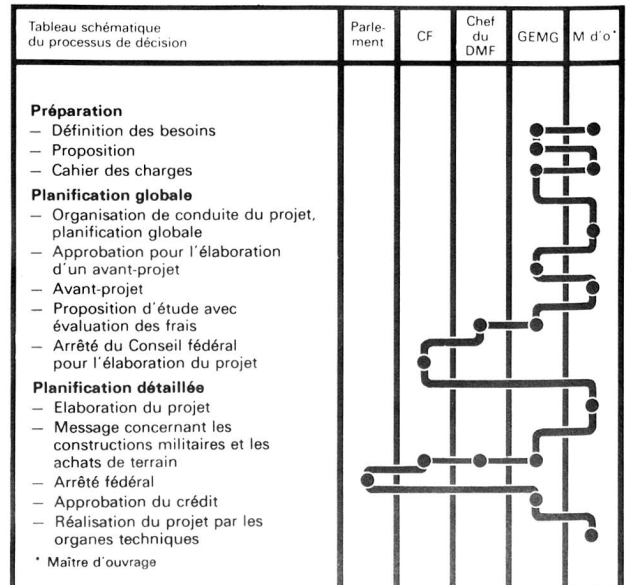 Tableau schématique
du processus de décision
Parle-
ment
CF
Chef
du
DMF
GEMG
M d'o*
Préparation
– Définition des besoins
– Proposition
– Cahier des charges
Planification globale
– Organisation de conduite du projet,
planification globale
– Approbation pour l'élaboration
d'un avant-projet
– Avant-projet
– Proposition d'étude avec
évaluation des frais
– Arrêté du Conseil fédéral
pour l'élaboration du projet
Planification détaillée
– Elaboration du projet
– Message concernant les
constructions militaires et les
achats de terrain
– Arrêté fédéral
– Approbation du crédit
– Réalisation du projet par les
organes techniques
* Maître d'ouvrage